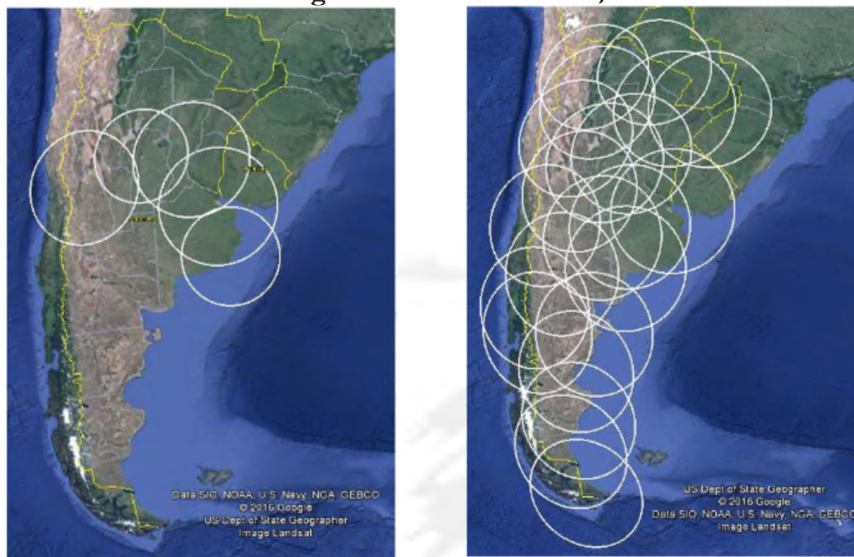 Data SIO, NOAA, U.S. Navy, NGA, GEBCO
© 2016 Google
US Dept of State Geographer
Image Landsat
US Dept of State Geographer
© 2016 Google
Data SIO, NOAA, U.S. Navy, NGA, GEBCO
Image Landsat